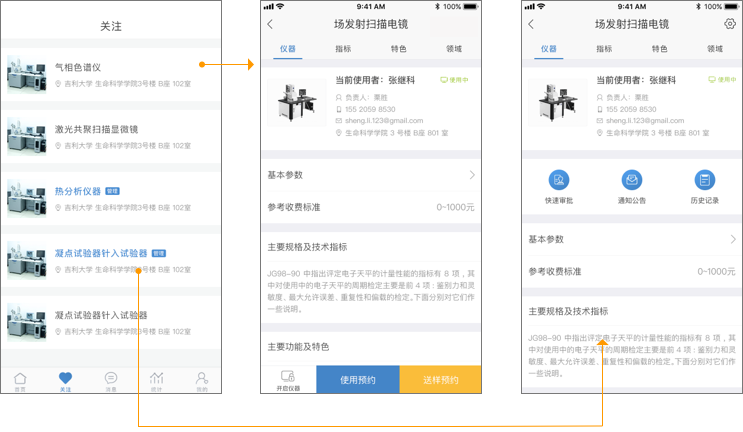 关注
气相色谱仪
吉利大学 生命科学学院3号楼 B座 102室
激光共聚扫描显微镜
吉利大学 生命科学学院3号楼 B座 102室
热分析仪器 管理
吉利大学 生命科学学院3号楼 B座 102室
凝点试验器针入试验器 管理
吉利大学 生命科学学院3号楼 B座 102室
凝点试验器针入试验器
吉利大学 生命科学学院3号楼 B座 102室
首页 关注 消息 统计 我的
9:41 AM 100%
场发射扫描电镜
仪器 指标 特色 领域
当前使用者：张继科 使用中
负责人：栗胜
155 2059 8530
sheng.li.123@gmail.com
生命科学学院 3 号楼 B座 801 室
基本参数
参考收费标准 0-1000元
主要规格及技术指标
JG98-90 中指出评定电子天平的计量性能的指标有 8 项，其
中对使用中的电子天平的周期检定主要是前 4 项：鉴别力和灵
敏度、最大允许误差、重复性和偏载的检定。下面分别对它们作
一些说明。
主要功能及特色
开启仪器 使用预约 送样预约
9:41 AM 100%
场发射扫描电镜
仪器 指标 特色 领域
当前使用者：张继科 使用中
负责人：栗胜
155 2059 8530
sheng.li.123@gmail.com
生命科学学院 3 号楼 B座 801 室
快速审批 通知公告 历史记录
基本参数
参考收费标准 0-1000元
主要规格及技术指标
JG98-90 中指出评定电子天平的计量性能的指标有 8 项，其
中对使用中的电子天平的周期检定主要是前 4 项：鉴别力和灵
敏度、最大允许误差、重复性和偏载的检定。下面分别对它们作
一些说明。